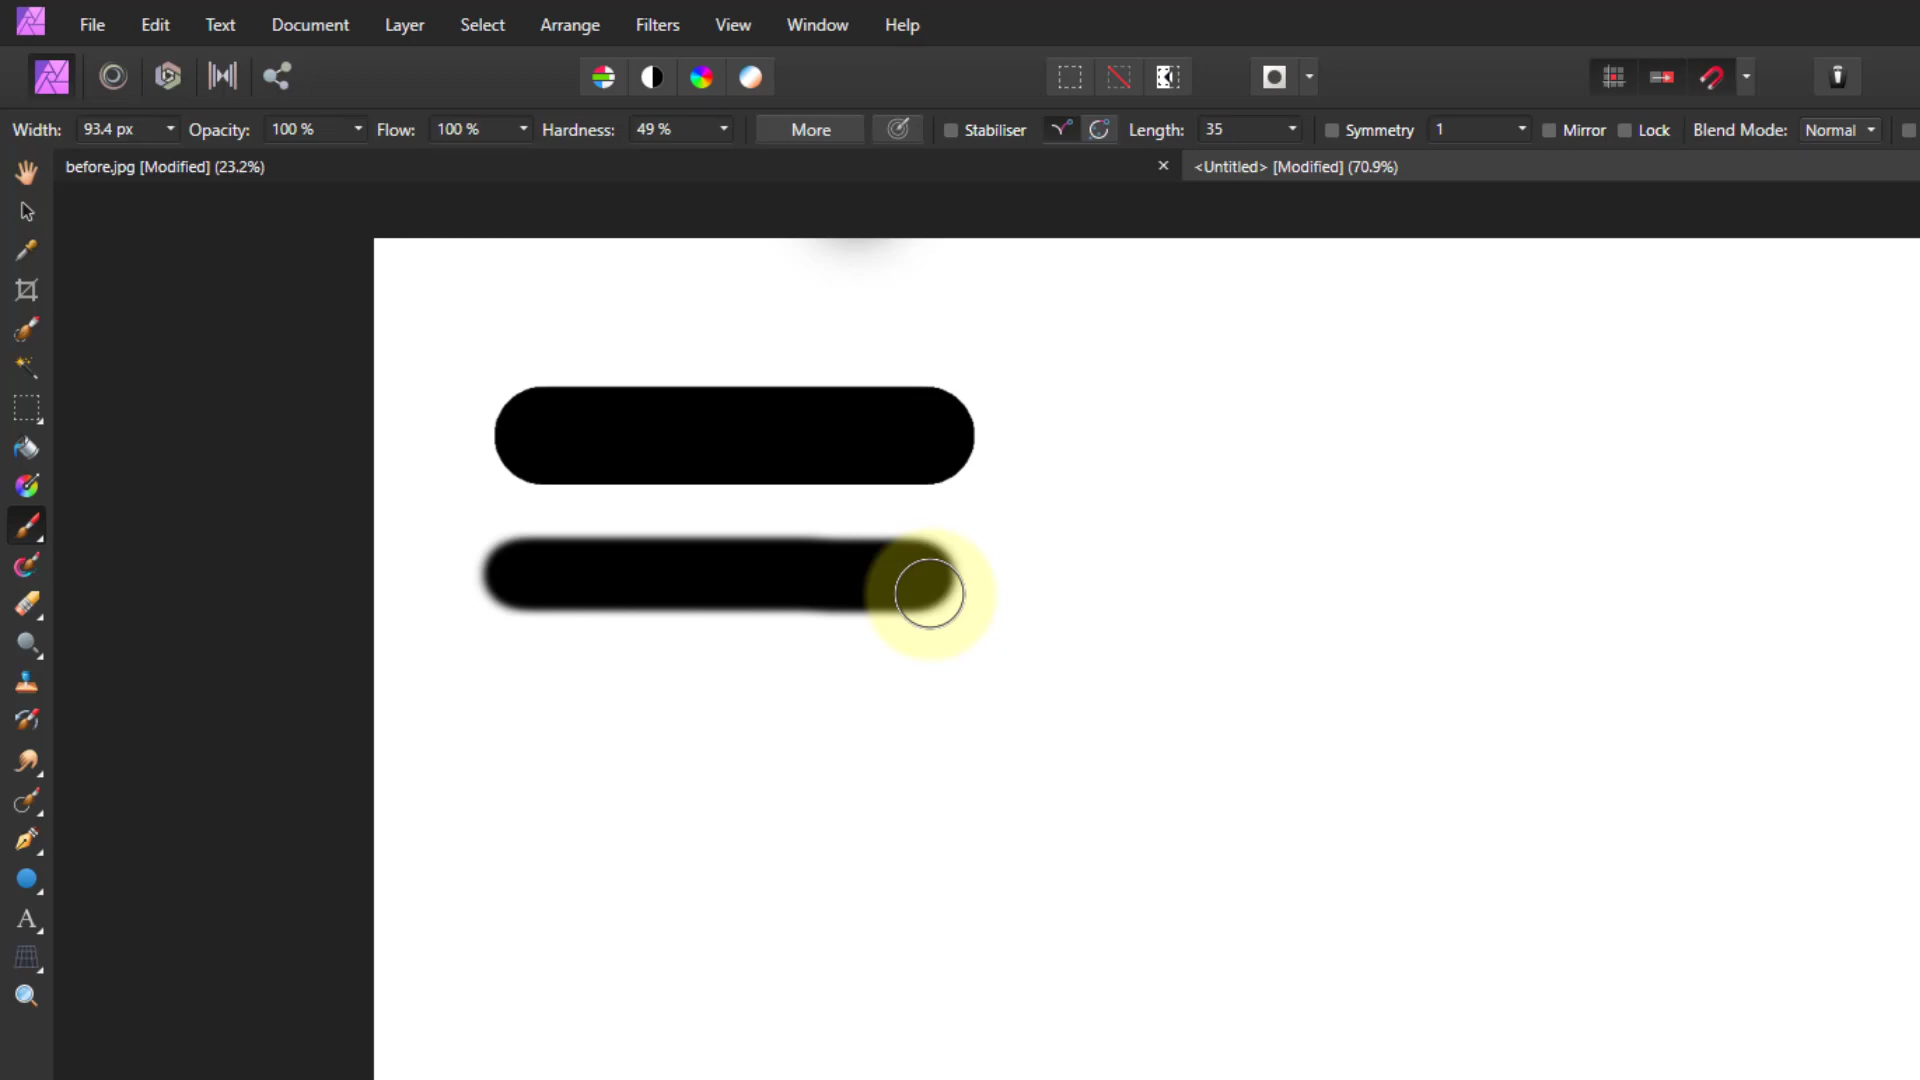 File Edit Text Document Layer Select Arrange Filters View Window Help
Width: 93.4 px Opacity: 100 % Flow: 100 % Hardness: 49 % More Stabiliser Length: 35 Symmetry 1 Mirror Lock Blend Mode: Normal
before.jpg [Modified] (23.2%) <Untitled> [Modified] (70.9%)